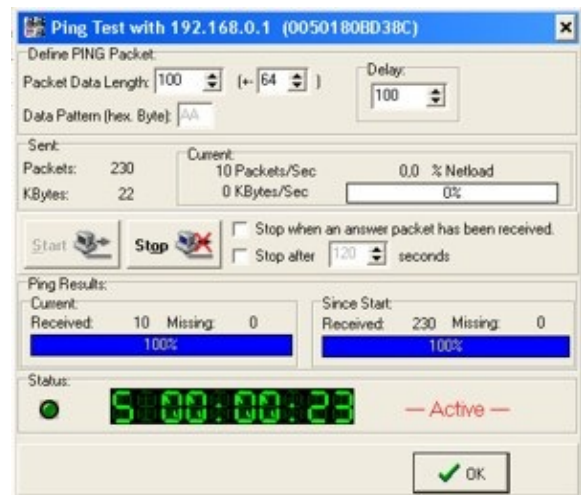 Ping Test with 192.168.0.1 (0050180BD38C)
Define PING Packet:
Packet Data Length: 100 (+- 64 )
Delay:
100
Data Pattern (hex. Byte): AA
Sent:
Packets: 230
KBytes: 22
Current:
10 Packets/Sec 0,0 % Netload
0 KBytes/Sec 0%
Start
Stop
Stop when an answer packet has been received.
Stop after 120 seconds
Ping Results:
Current:
Received: 10 Missing: 0
100%
Since Start:
Received: 230 Missing: 0
100%
Status:
S 00:00:23
— Active —
OK